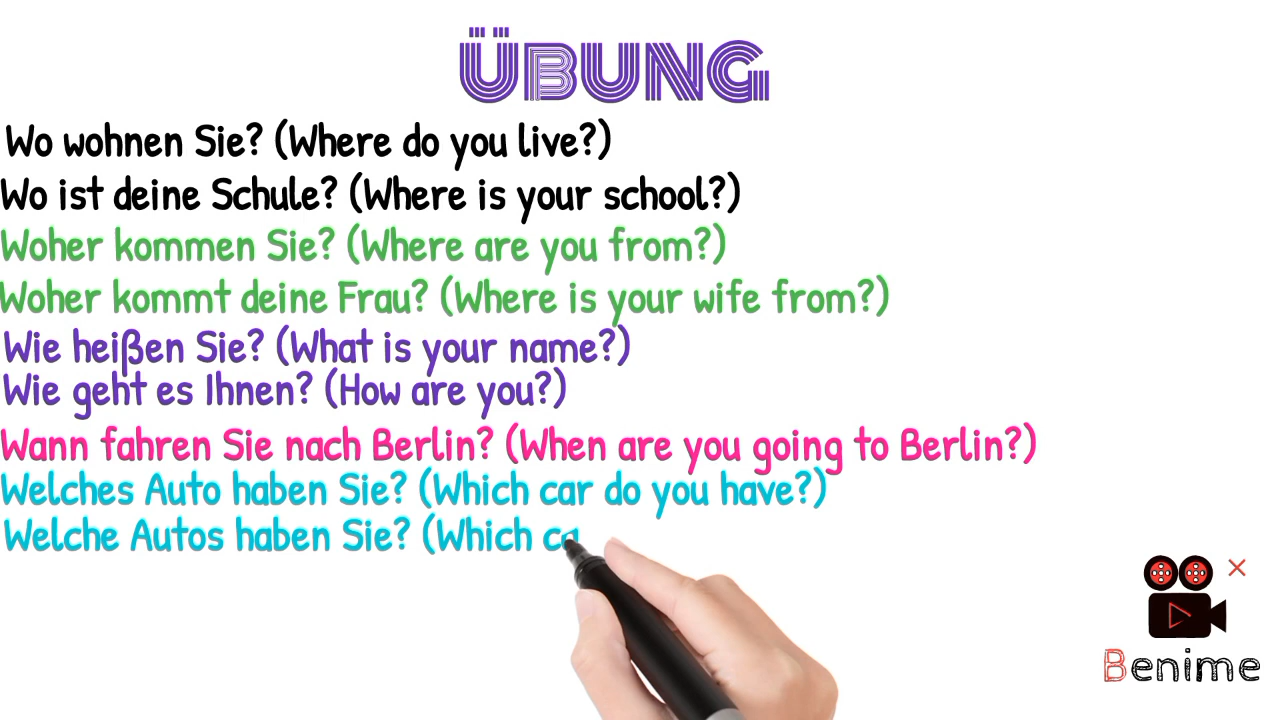 ÜBUNG
Wo wohnen Sie? (Where do you live?)
Wo ist deine Schule? (Where is your school?)
Woher kommen Sie? (Where are you from?)
Woher kommt deine Frau? (Where is your wife from?)
Wie heißen Sie? (What is your name?)
Wie geht es Ihnen? (How are you?)
Wann fahren Sie nach Berlin? (When are you going to Berlin?)
Welches Auto haben Sie? (Which car do you have?)
Welche Autos haben Sie? (Which ca
Benime